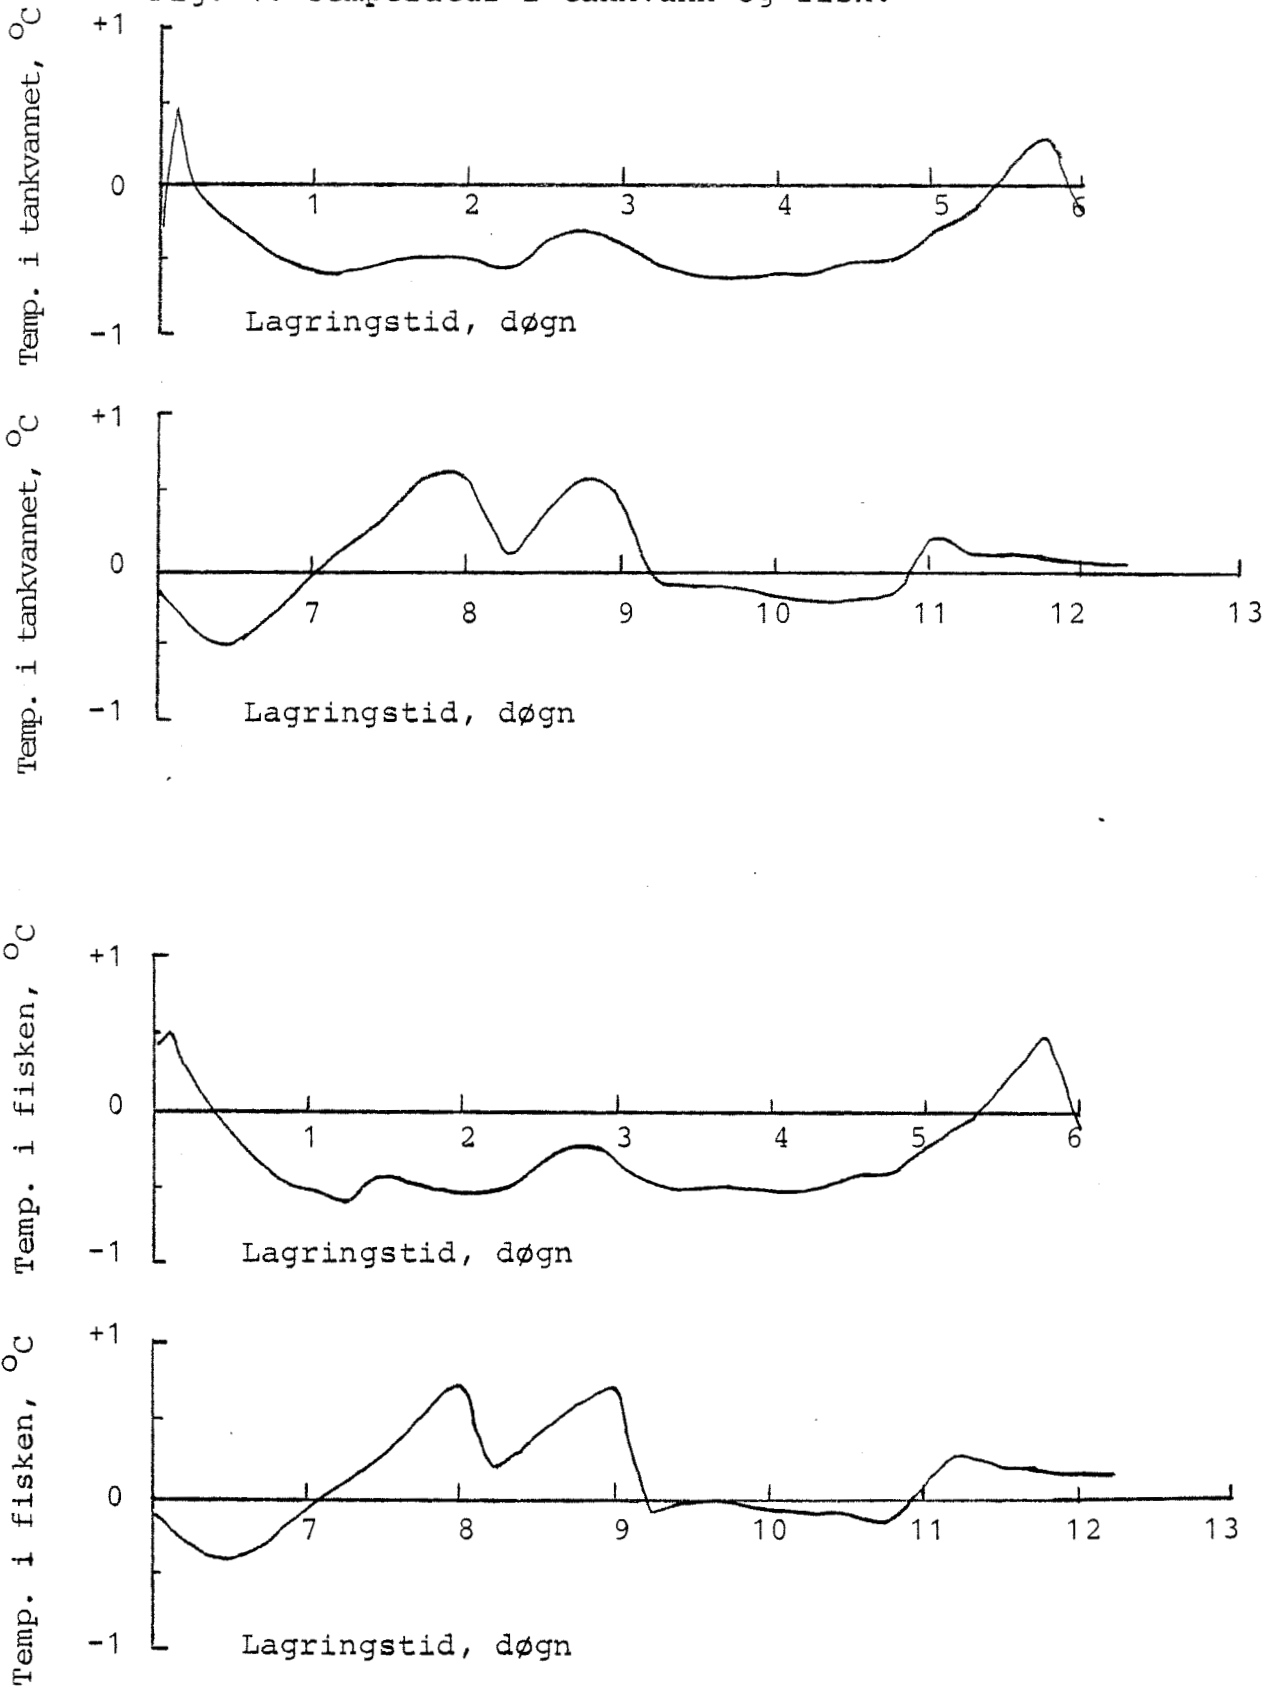 +1
Temp. i tankvannet, °C
0
1 2 3 4 5 6
-1
Lagringstid, døgn
+1
Temp. i tankvannet, °C
0
7 8 9 10 11 12 13
-1
Lagringstid, døgn
+1
Temp. i fisken, °C
0
1 2 3 4 5 6
-1
Lagringstid, døgn
+1
Temp. i fisken, °C
0
7 8 9 10 11 12 13
-1
Lagringstid, døgn